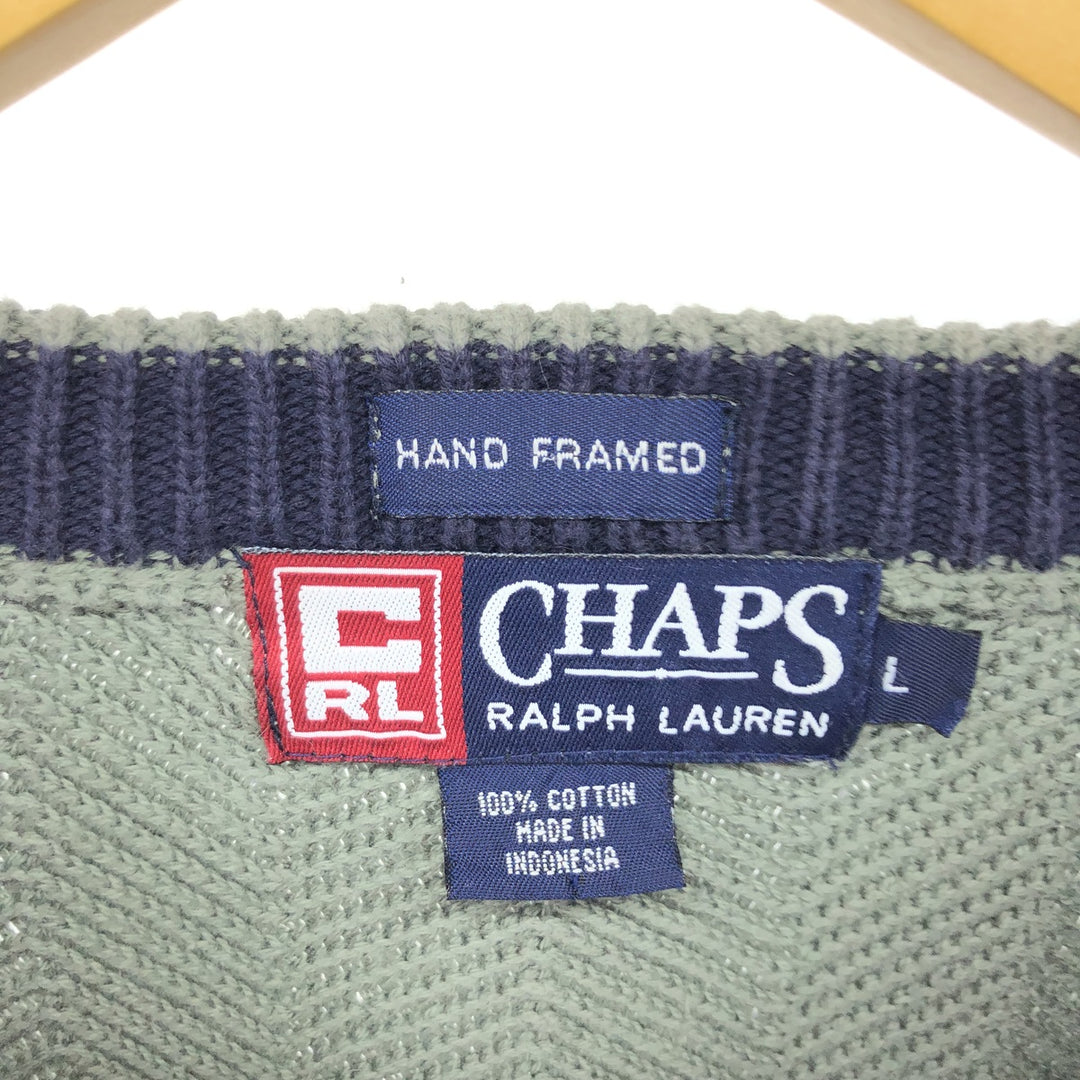 HAND FRAMED
C
RL
CHAPS
RALPH LAUREN
L
100% COTTON
MADE IN
INDONESIA